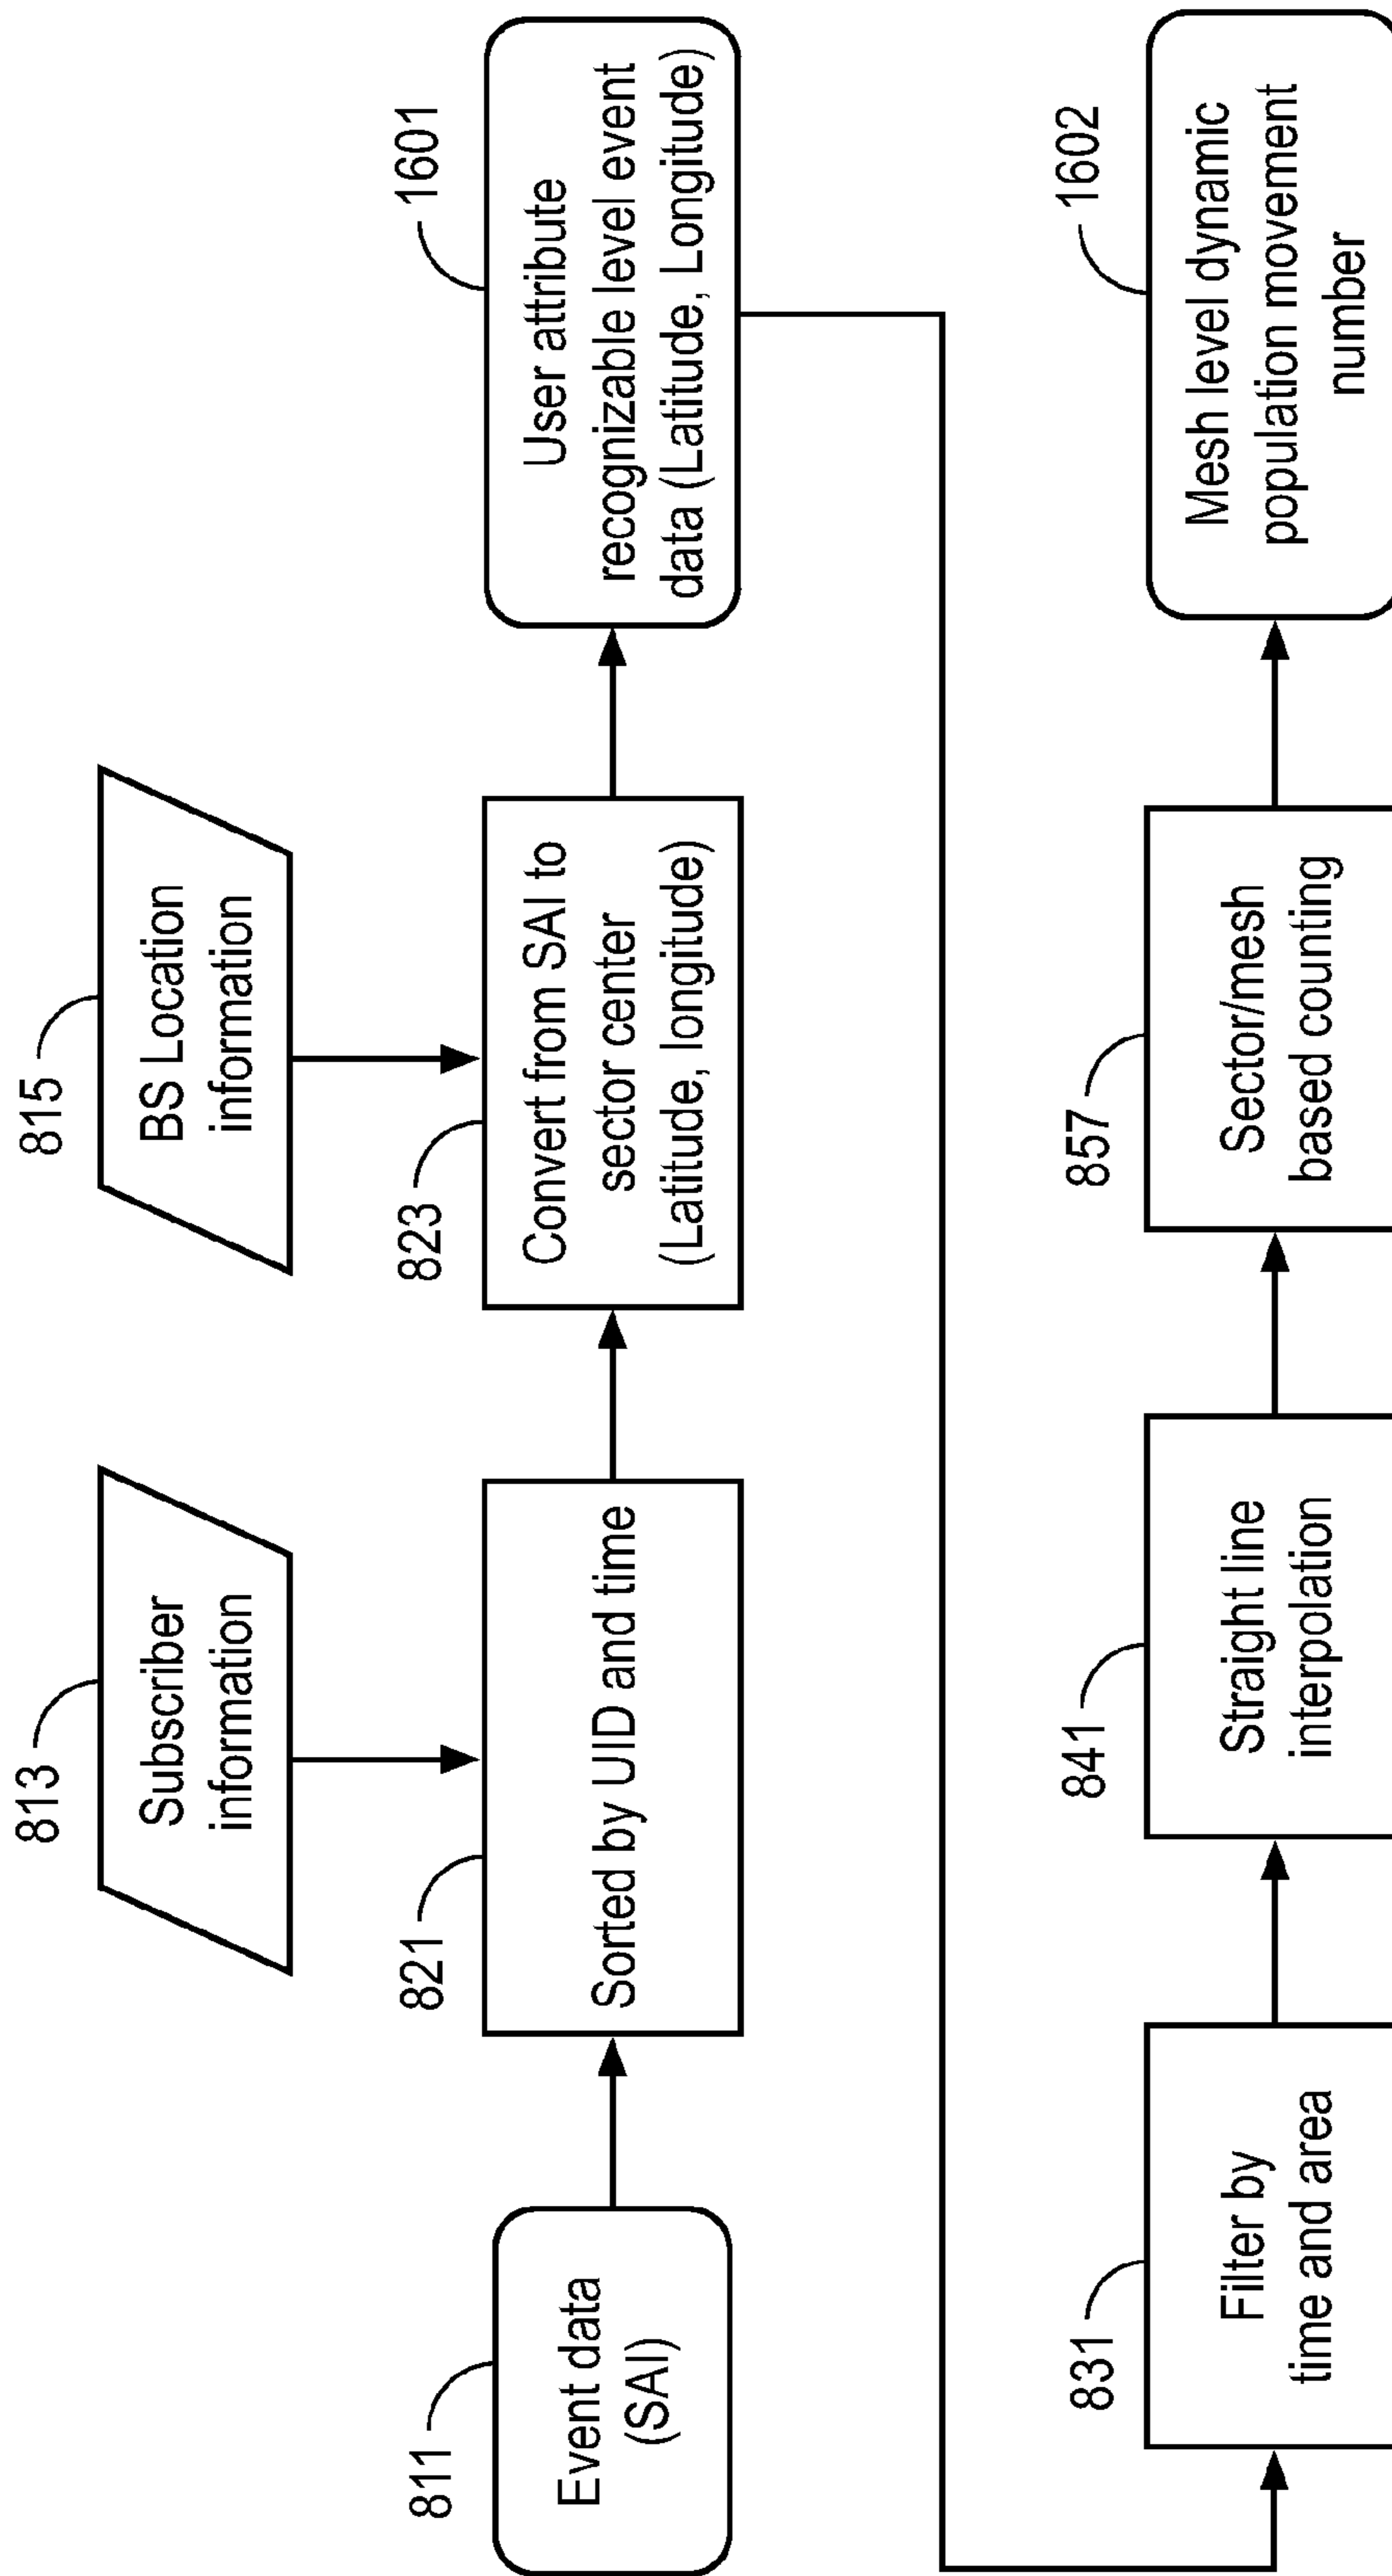 813
Subscriber
information
815
BS Location
information
811
Event data
(SAI)
821
Sorted by UID and time
823
Convert from SAI to
sector center
(Latitude, longitude)
1601
User attribute
recognizable level event
data (Latitude, Longitude)
831
Filter by
time and area
841
Straight line
interpolation
857
Sector/mesh
based counting
1602
Mesh level dynamic
population movement
number